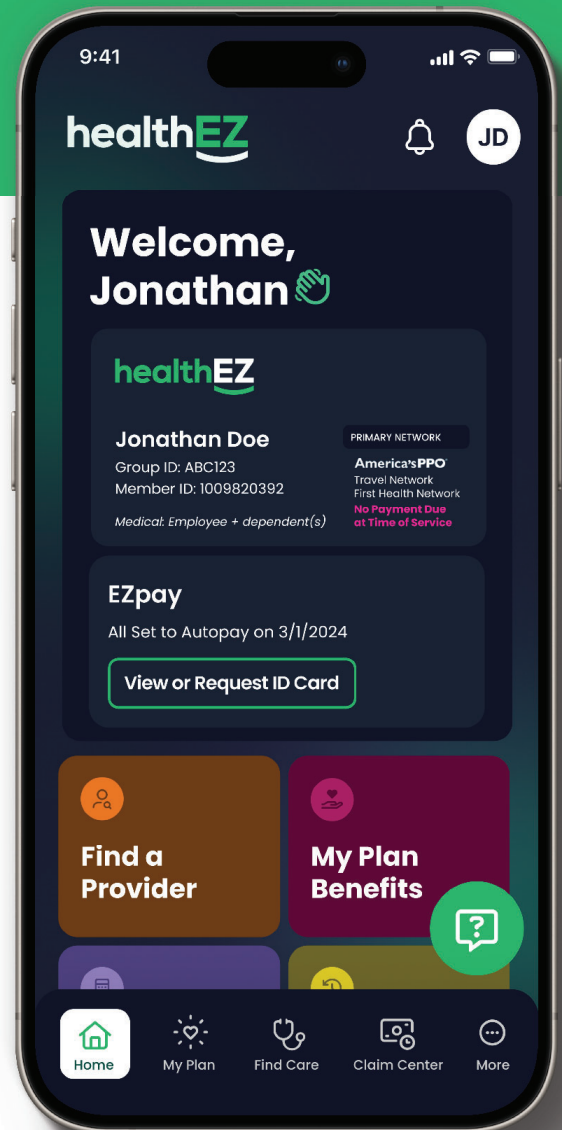 9:41
healthEZ
JD
Welcome,
Jonathan
healthEZ
Jonathan Doe
Group ID: ABC123
Member ID: 1009820392
Medical: Employee + dependent(s)
PRIMARY NETWORK
America'sPPO
Travel Network
First Health Network
No Payment Due
at Time of Service
EZpay
All Set to Autopay on 3/1/2024
View or Request ID Card
Find a
Provider
My Plan
Benefits
?
Home
My Plan
Find Care
Claim Center
More